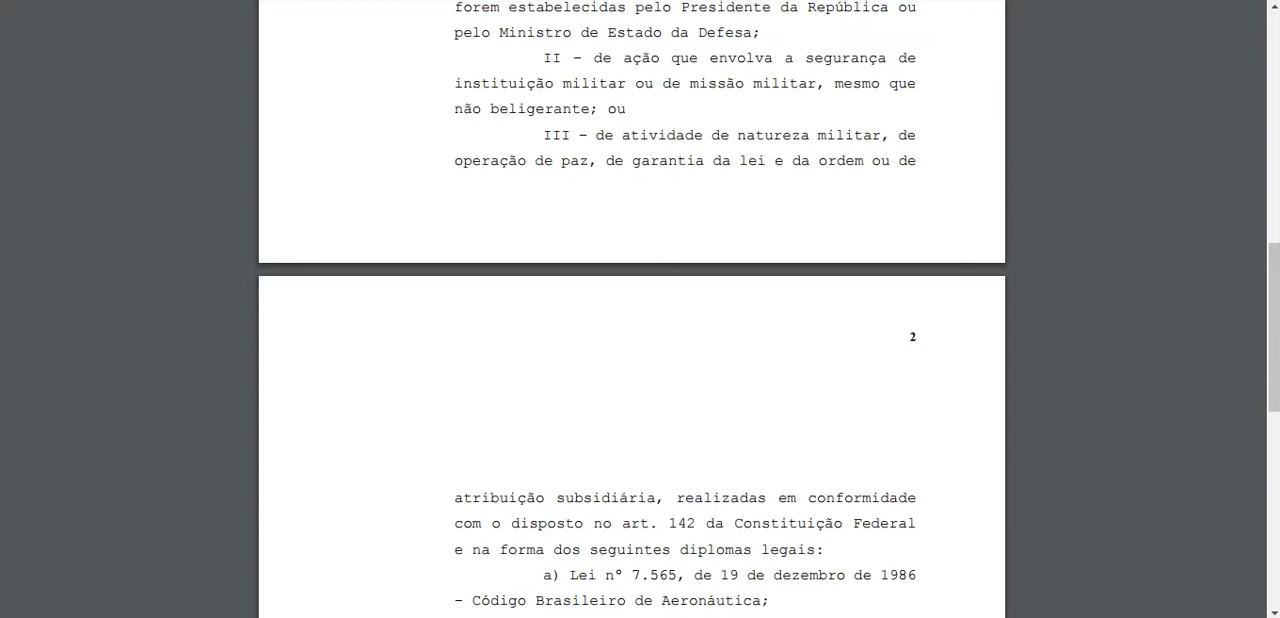 forem estabelecidas pelo Presidente da República ou
pelo Ministro de Estado da Defesa;
II – de ação que envolva a segurança de
instituição militar ou de missão militar, mesmo que
não beligerante; ou
III – de atividade de natureza militar, de
operação de paz, de garantia da lei e da ordem ou de
2
atribuição subsidiária, realizadas em conformidade
com o disposto no art. 142 da Constituição Federal
e na forma dos seguintes diplomas legais:
a) Lei nº 7.565, de 19 de dezembro de 1986
– Código Brasileiro de Aeronáutica;